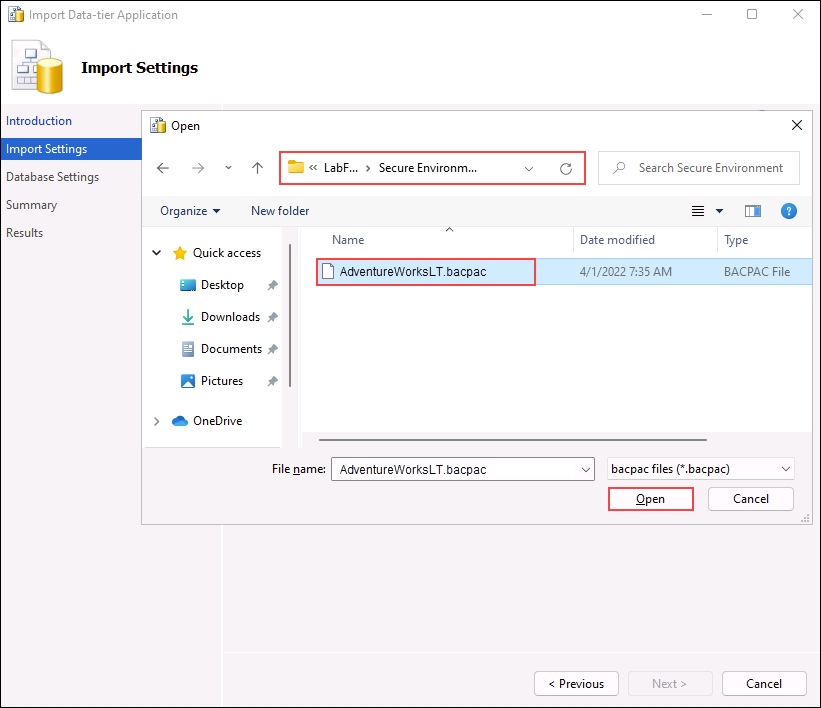 Import Data-tier Application
Import Settings
Introduction
Import Settings
Database Settings
Summary
Results
Open
« LabF... › Secure Environm...
Search Secure Environment
Organize
New folder
Name
Date modified
Type
Quick access
Desktop
Downloads
Documents
Pictures
OneDrive
AdventureWorksLT.bacpac
4/1/2022 7:35 AM
BACPAC File
File name:
AdventureWorksLT.bacpac
bacpac files (*.bacpac)
Open
Cancel
< Previous
Next >
Cancel